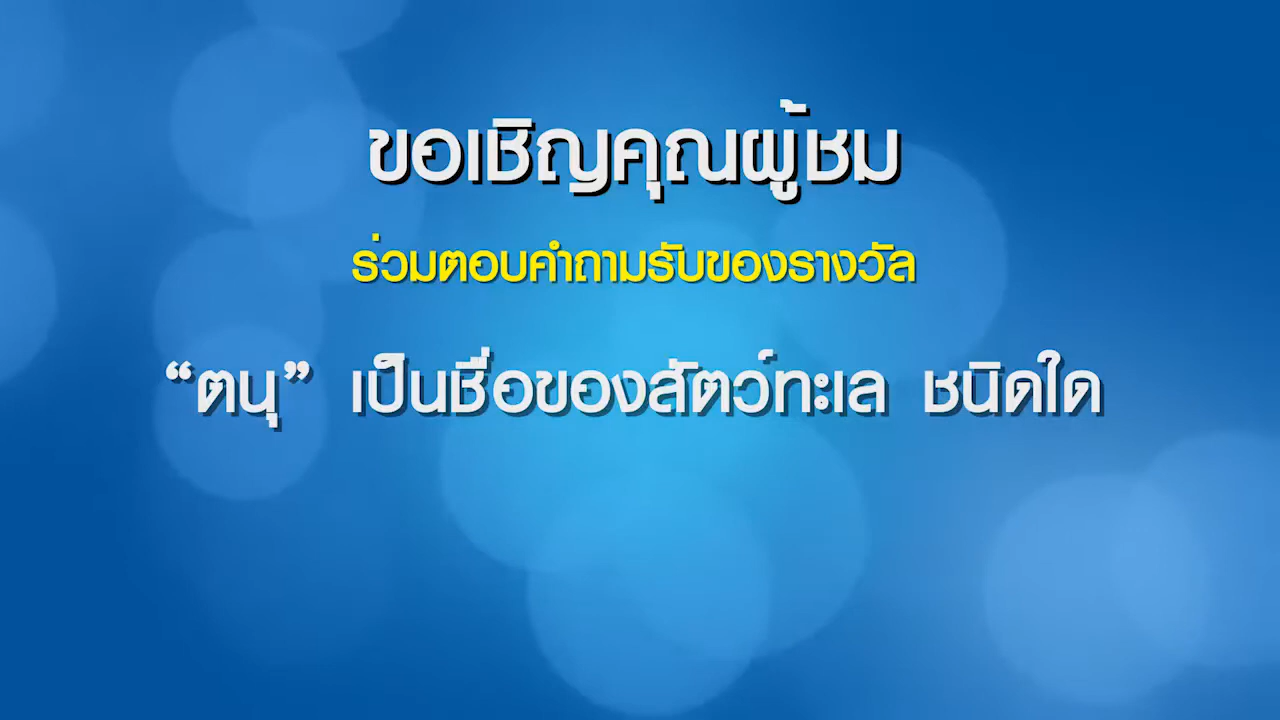 ขอเชิญคุณผู้ชม
ร่วมตอบคำถามรับของรางวัล
“ตนุ” เป็นชื่อของสัตว์ทะเล ชนิดใด